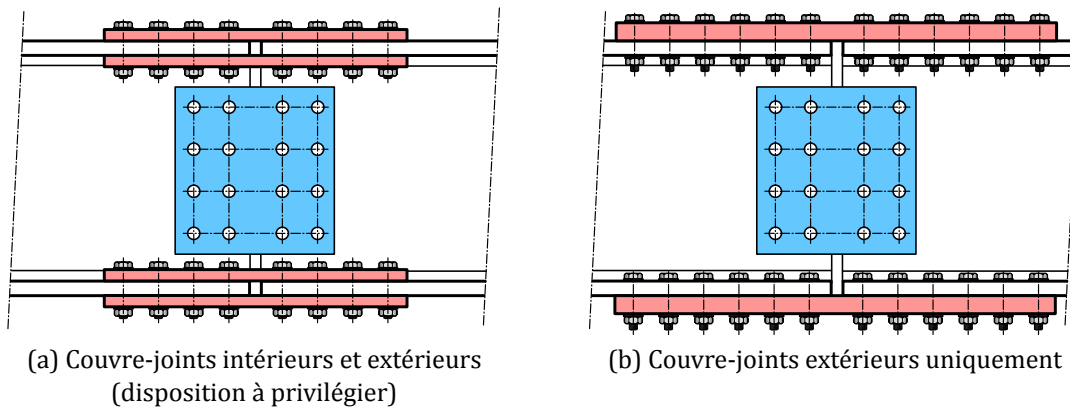 (a) Couvre-joints intérieurs et extérieurs
(disposition à privilégier)
(b) Couvre-joints extérieurs uniquement